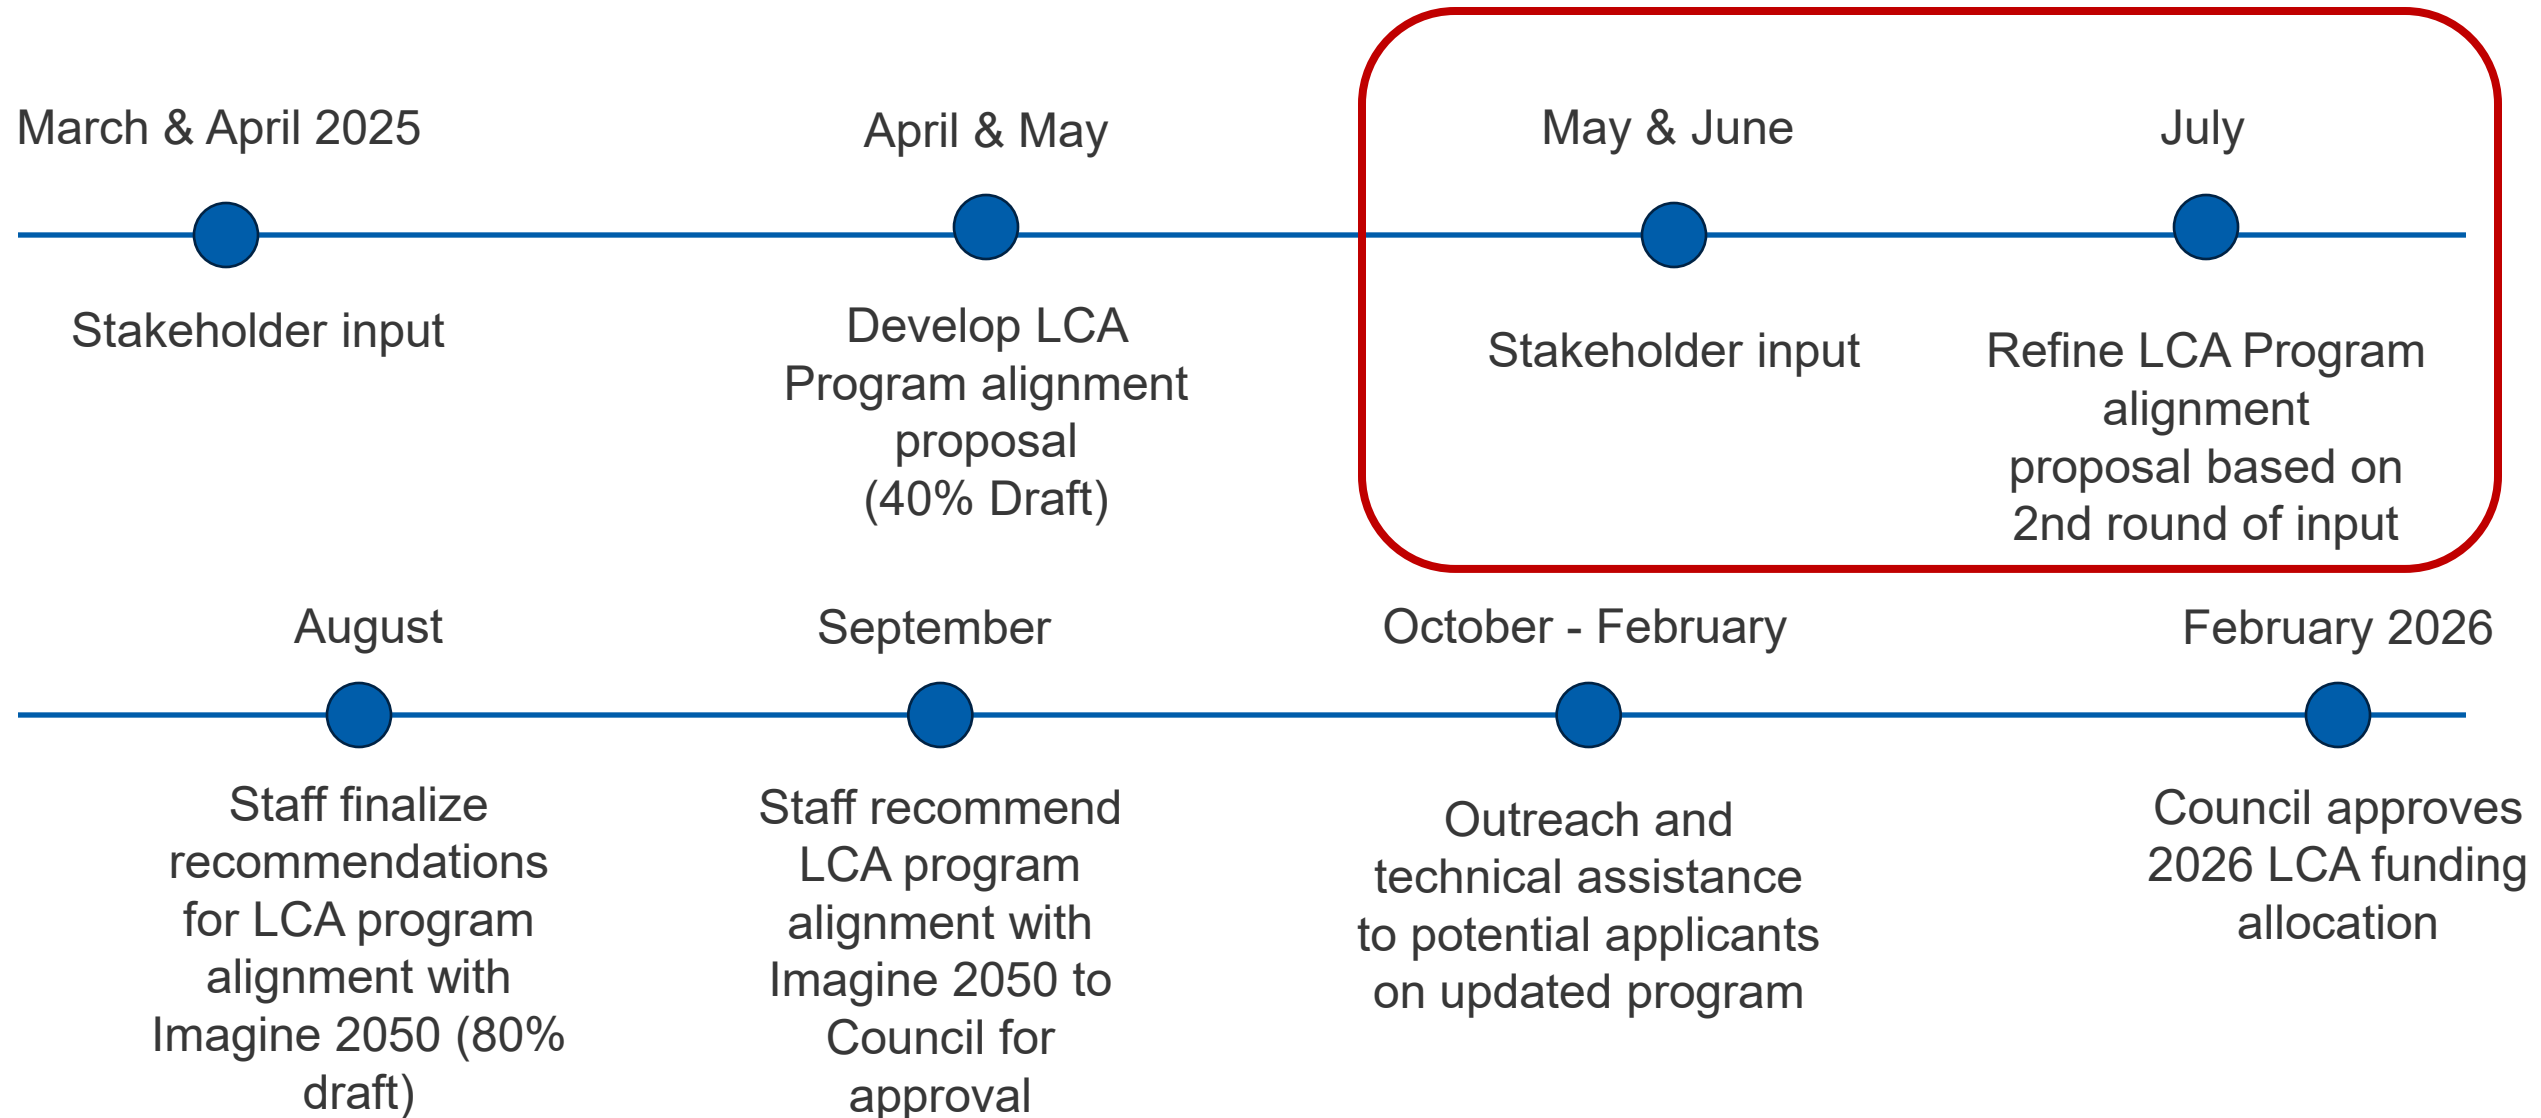 March & April 2025
Stakeholder input
April & May
Develop LCA
Program alignment
proposal
(40% Draft)
May & June
Stakeholder input
July
Refine LCA Program
alignment
proposal based on
2nd round of input
August
Staff finalize
recommendations
for LCA program
alignment with
Imagine 2050 (80%
draft)
September
Staff recommend
LCA program
alignment with
Imagine 2050 to
Council for
approval
October - February
Outreach and
technical assistance
to potential applicants
on updated program
February 2026
Council approves
2026 LCA funding
allocation